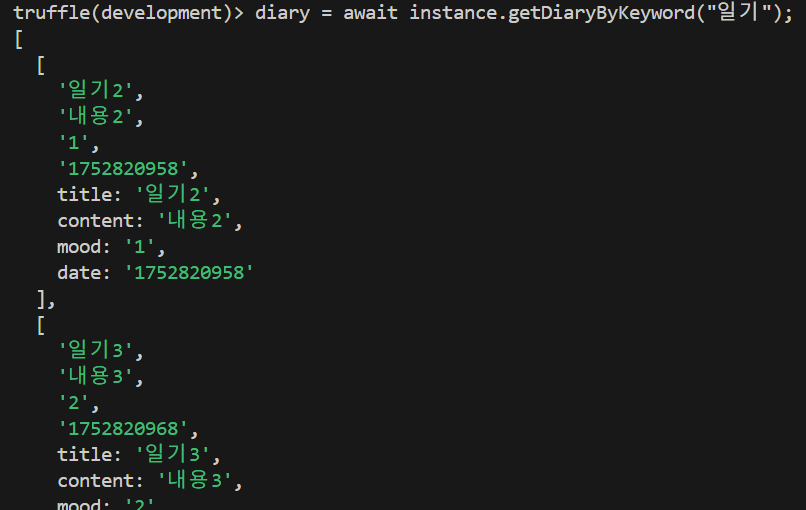 truffle(development)> diary = await instance.getDiaryByKeyword("일기");
[
[
'일기2',
'내용2',
'1',
'1752820958',
title: '일기2',
content: '내용2',
mood: '1',
date: '1752820958'
],
[
'일기3',
'내용3',
'2',
'1752820968',
title: '일기3',
content: '내용3',
mood: '2'